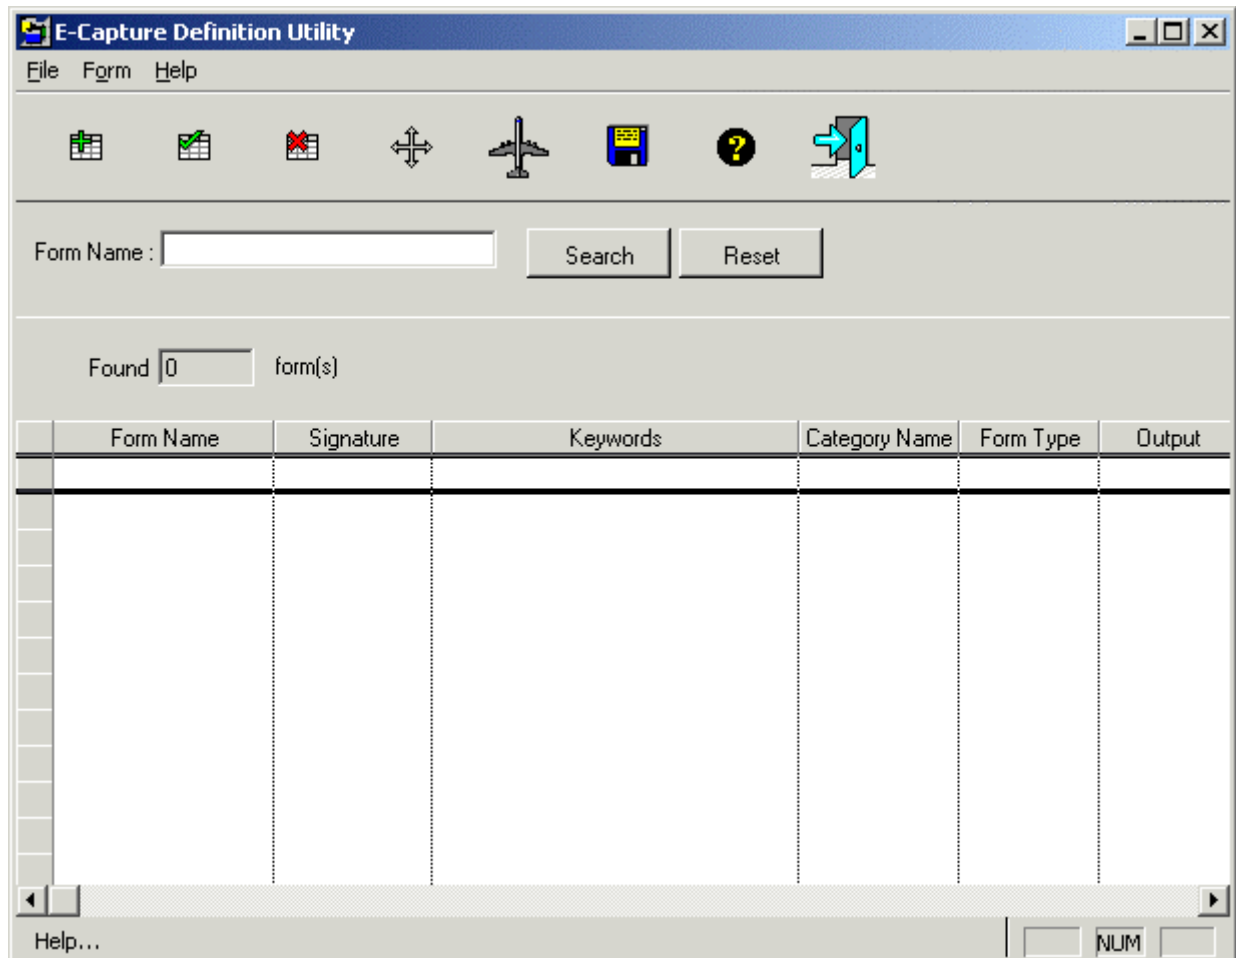 E-Capture Definition Utility
File Form Help
Form Name : Search Reset
Found 0 form(s)
Form Name Signature Keywords Category Name Form Type Output
Help... NUM